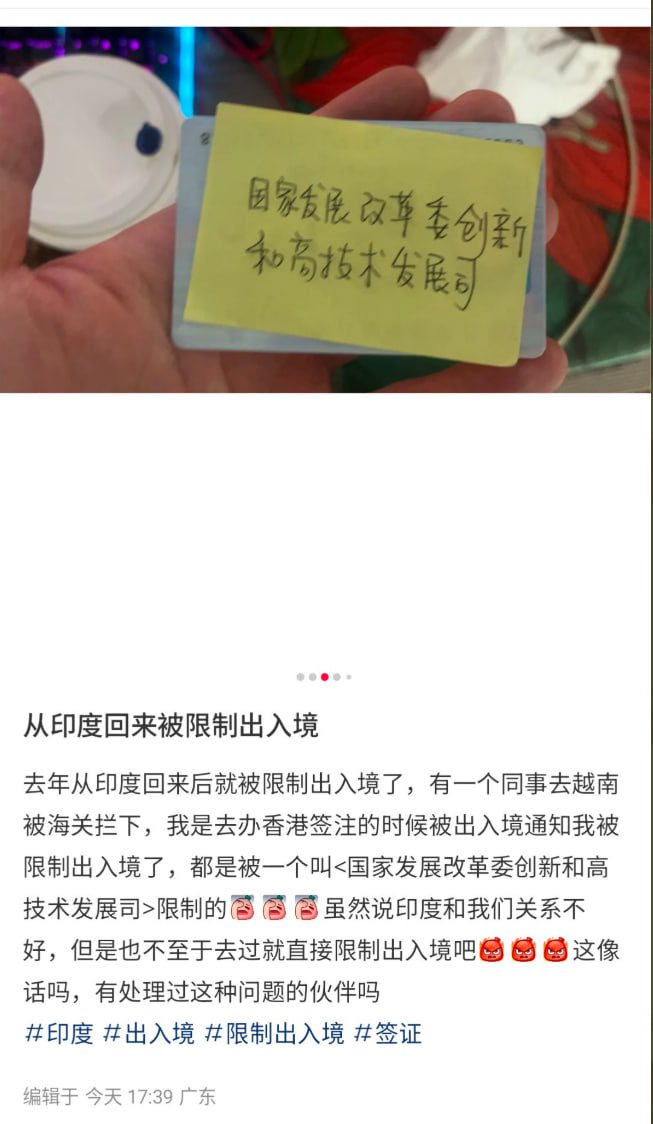 国家发展改革委创新
和高技术发展司
从印度回来被限制出入境
去年从印度回来后就被限制出入境了，有一个同事去越南
被海关拦下，我是去办香港签注的时候被出入境通知我被
限制出入境了，都是被一个叫<国家发展改革委创新和高
技术发展司>限制的虽然说印度和我们关系不
好，但是也不至于去过就直接限制出入境吧这像
话吗，有处理过这种问题的伙伴吗
#印度 #出入境 #限制出入境 #签证
编辑于 今天 17:39 广东